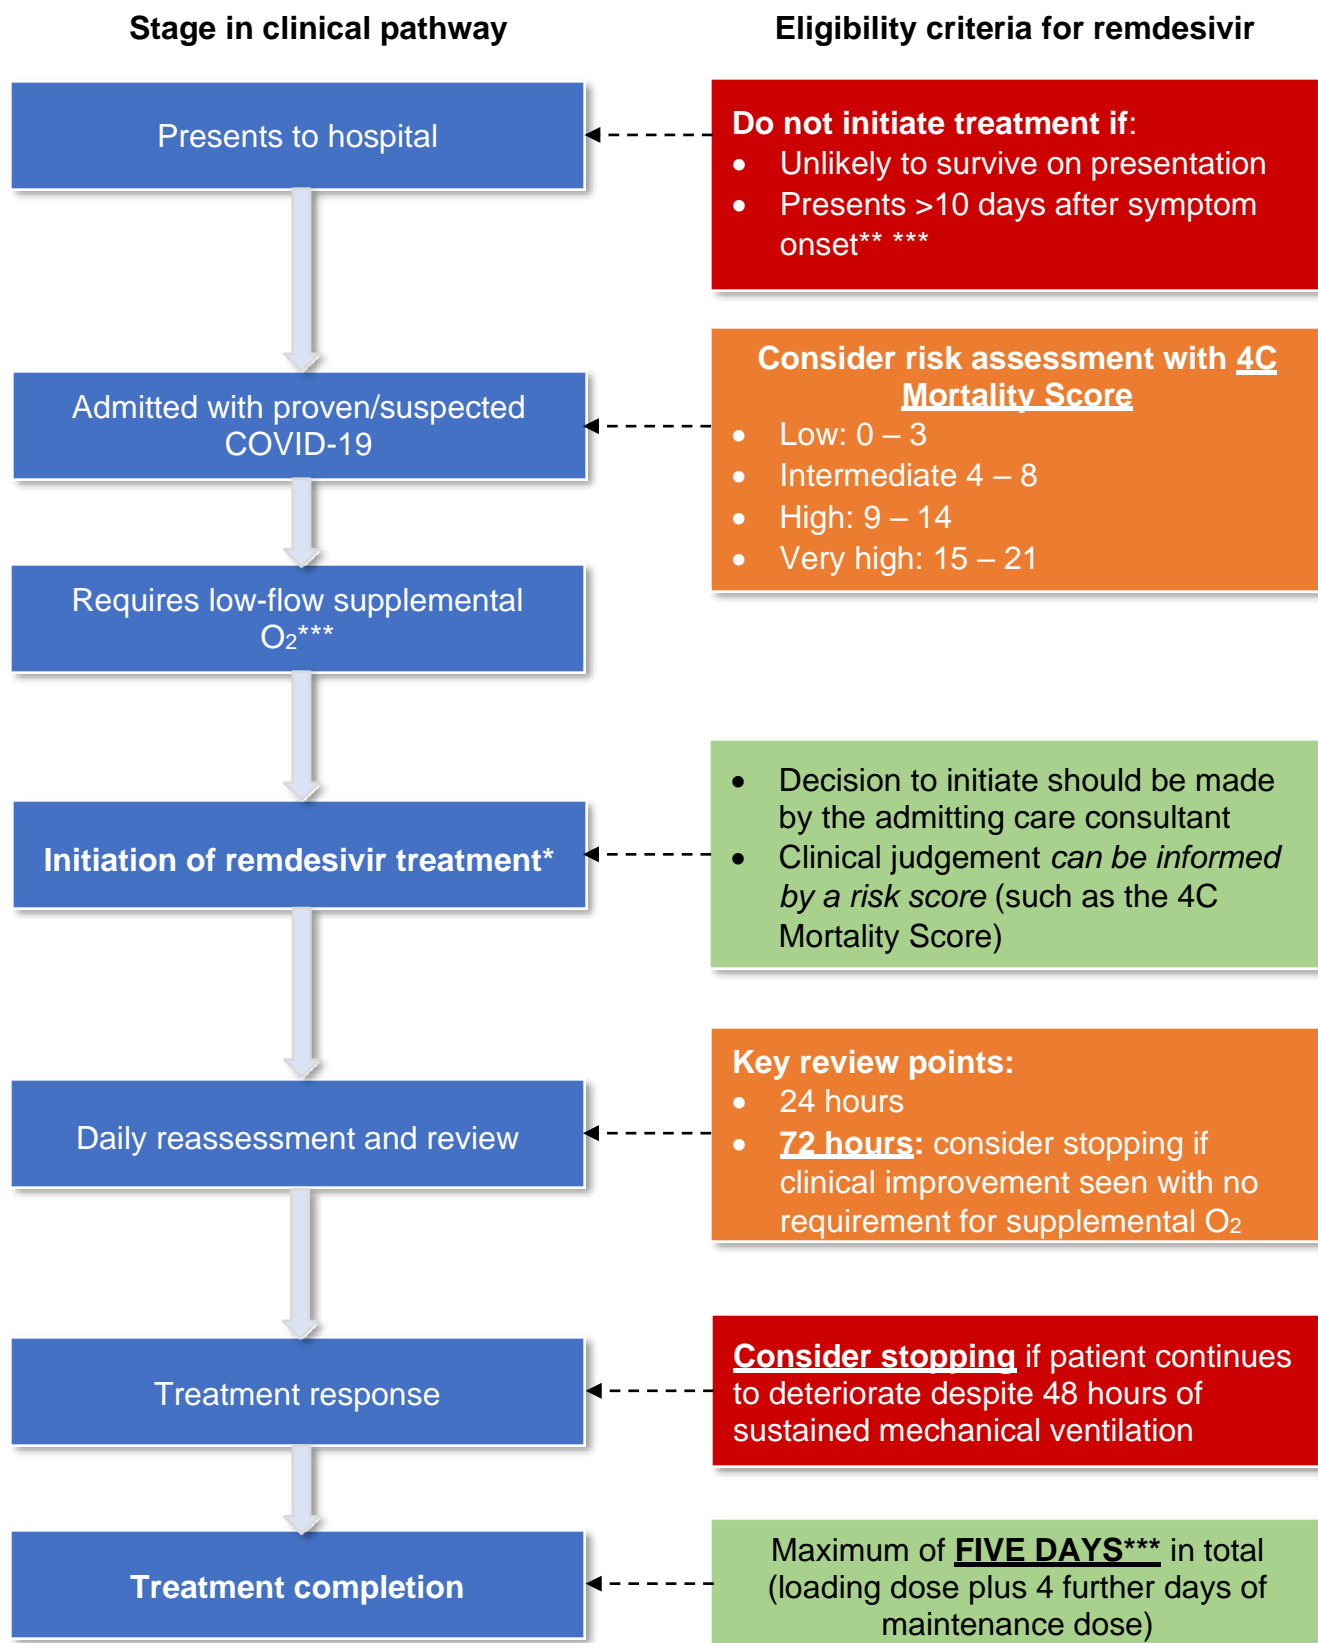 Stage in clinical pathway
Eligibility criteria for remdesivir
Presents to hospital
Do not initiate treatment if:
• Unlikely to survive on presentation
• Presents >10 days after symptom
onset** ***
Admitted with proven/suspected
COVID-19
Consider risk assessment with 4C
Mortality Score
• Low: 0 – 3
• Intermediate 4 – 8
• High: 9 – 14
• Very high: 15 – 21
Requires low-flow supplemental
O₂***
Initiation of remdesivir treatment*
• Decision to initiate should be made
by the admitting care consultant
• Clinical judgement can be informed
by a risk score (such as the 4C
Mortality Score)
Daily reassessment and review
Key review points:
• 24 hours
• 72 hours: consider stopping if
clinical improvement seen with no
requirement for supplemental O₂
Treatment response
Consider stopping if patient continues
to deteriorate despite 48 hours of
sustained mechanical ventilation
Treatment completion
Maximum of FIVE DAYS*** in total
(loading dose plus 4 further days of
maintenance dose)